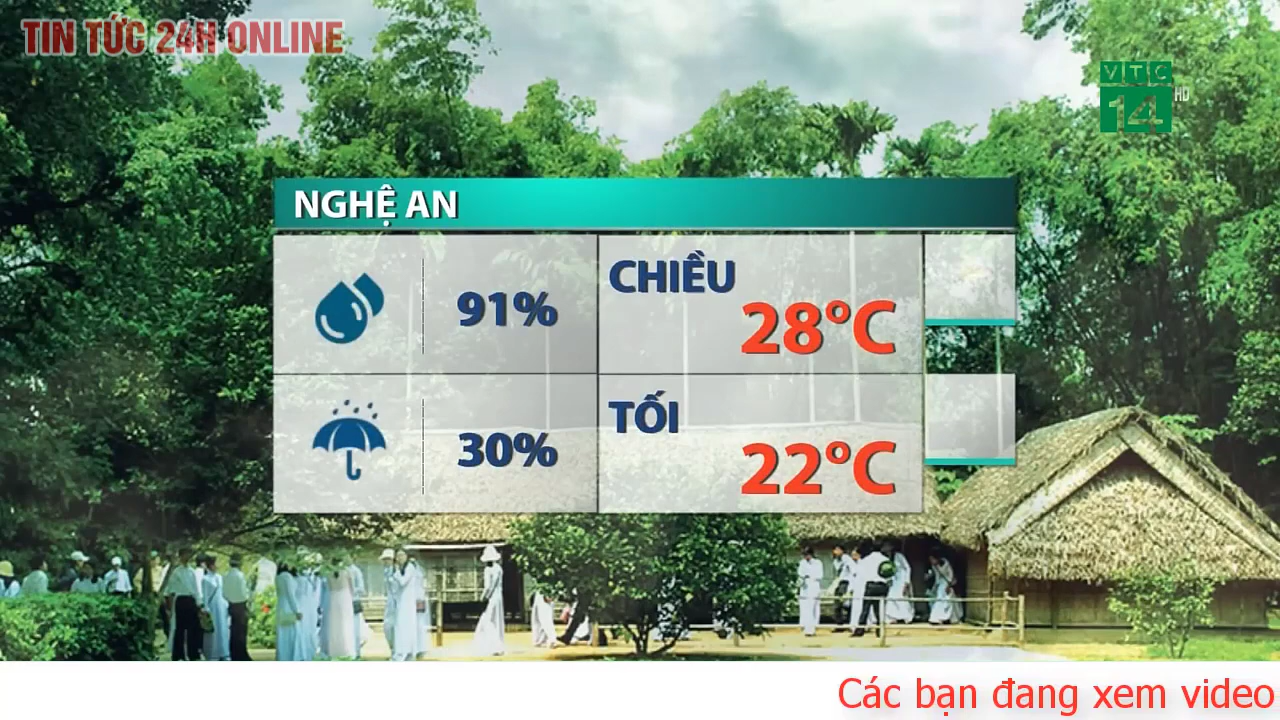 TIN TỨC 24H ONLINE
VTC
14 HD
NGHỆ AN
91%
CHIỀU
28°C
30%
TỐI
22°C
Các bạn đang xem video